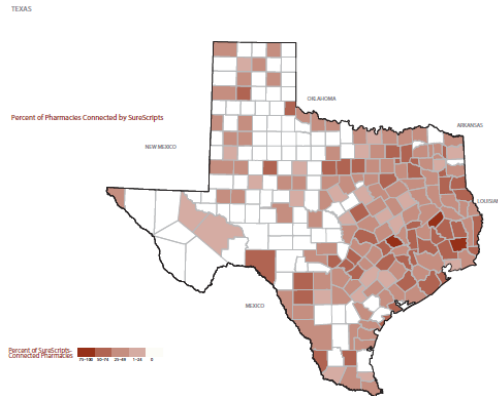 TEXAS
OKLAHOMA
Percent of Pharmacies Connected by SureScripts
ARKANSAS
NEW MEXICO
LOUISIANA
MEXICO
Percent of SureScripts-
Connected Pharmacies
75-100 50-74 25-49 1-24 0